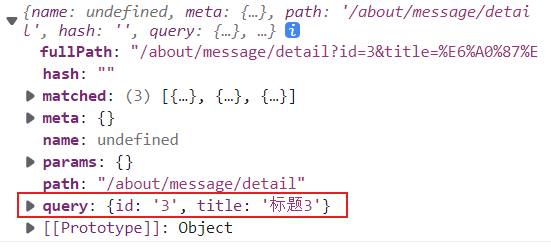 {name: undefined, meta: {…}, path: '/about/message/detai
l', hash: '', query: {…}, …} i
fullPath: "/about/message/detail?id=3&title=%E6%A0%87%E
hash: ""
matched: (3) [{…}, {…}, {…}]
meta: {}
name: undefined
params: {}
path: "/about/message/detail"
query: {id: '3', title: '标题3'}
[[Prototype]]: Object